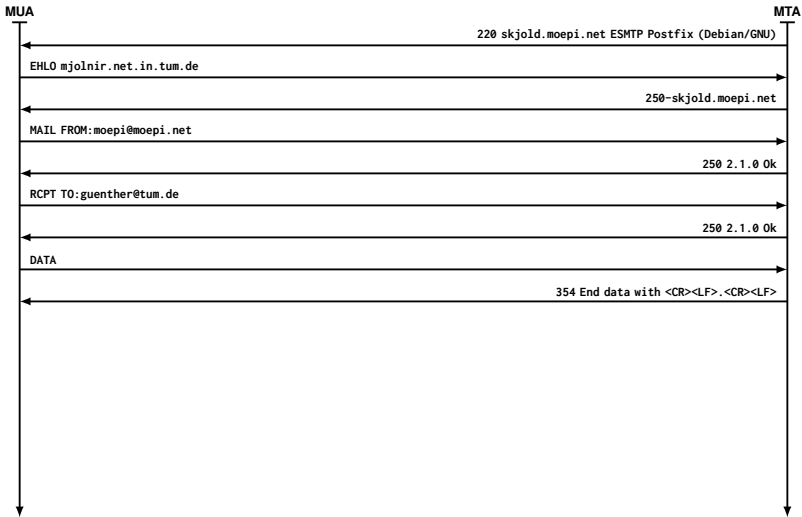 MUA
MTA
220 skjold.moepi.net ESMTP Postfix (Debian/GNU)
EHLO mjolnir.net.in.tum.de
250-skjold.moepi.net
MAIL FROM:moepi@moepi.net
250 2.1.0 Ok
RCPT TO:guenther@tum.de
250 2.1.0 Ok
DATA
354 End data with <CR><LF>.<CR><LF>